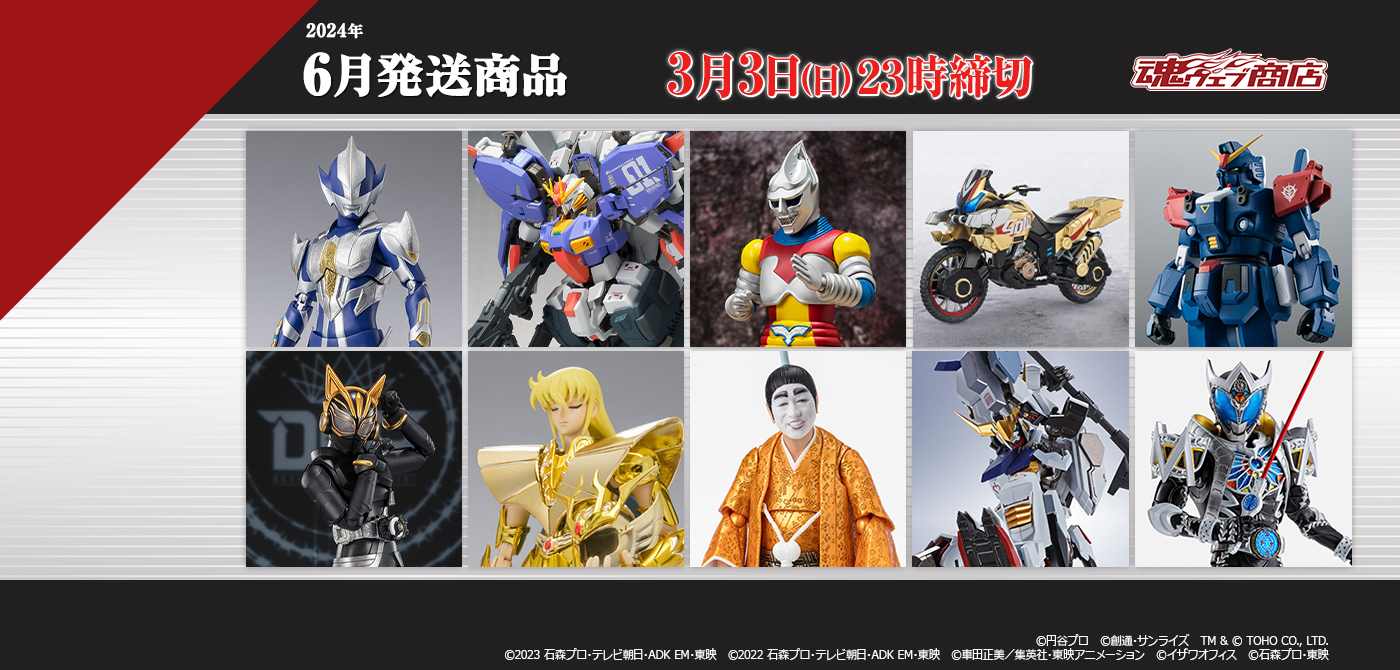 2024年
6月発送商品
3月3日(日)23時締切
魂ウェブ商店
01
90
©円谷プロ ©創通・サンライズ TM & © TOHO CO., LTD.
©2023 石森プロ・テレビ朝日・ADK EM・東映 ©2022 石森プロ・テレビ朝日・ADK EM・東映 ©車田正美／集英社・東映アニメーション ©イザワオフィス ©石森プロ・東映